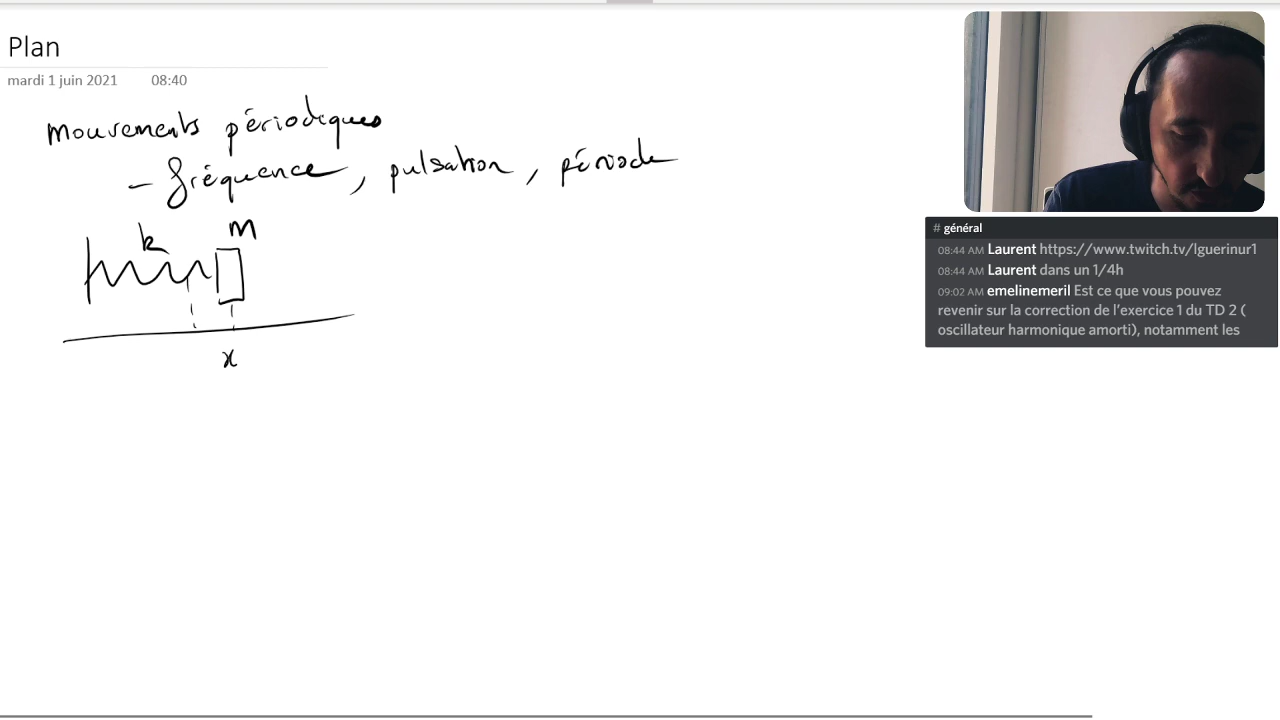 Plan
mardi 1 juin 2021 08:40
Mouvements périodiques
- fréquence, pulsation, période
k m
x
# général
08:44 AM Laurent https://www.twitch.tv/lguerinur1
08:44 AM Laurent dans un 1/4h
09:02 AM emelinemeril Est ce que vous pouvez
revenir sur la correction de l'exercice 1 du TD 2 (
oscillateur harmonique amorti), notamment les